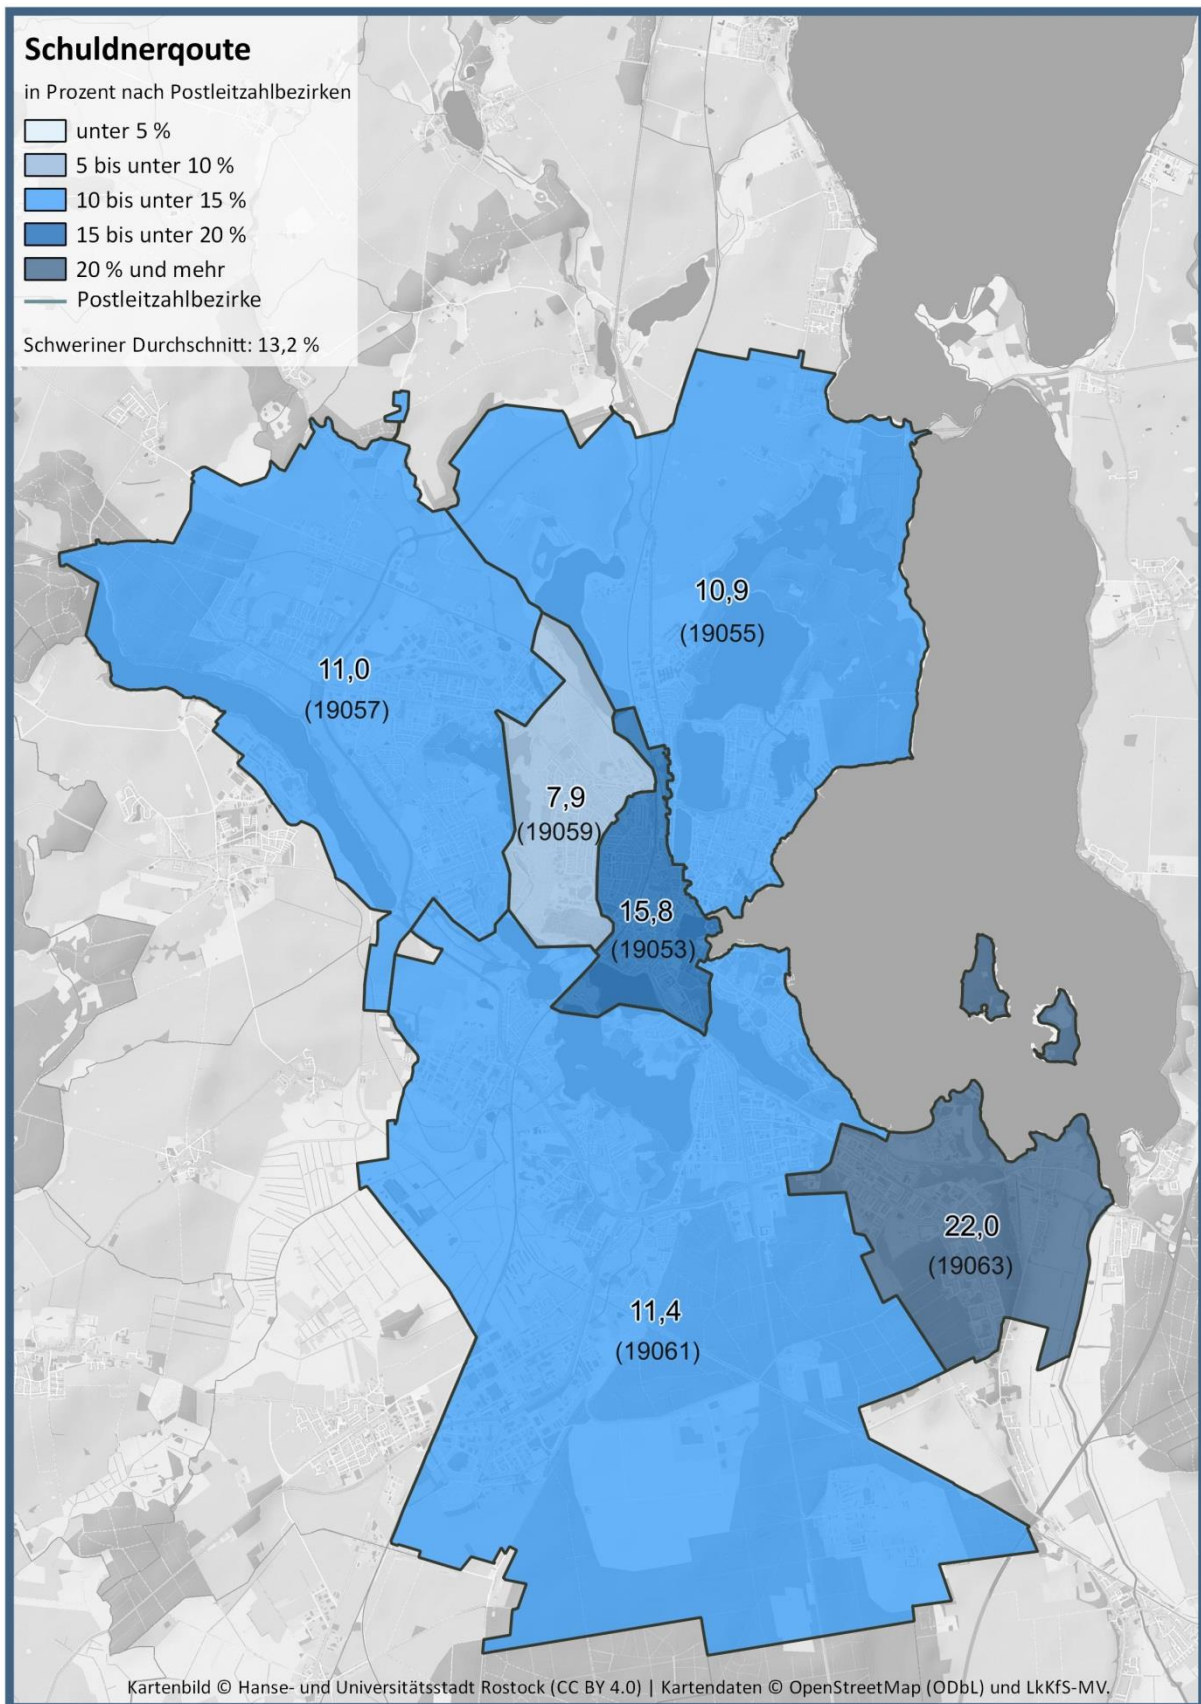 Schuldnerqoute
in Prozent nach Postleitzahlbezirken
unter 5 %
5 bis unter 10 %
10 bis unter 15 %
15 bis unter 20 %
20 % und mehr
Postleitzahlbezirke
Schweriner Durchschnitt: 13,2 %
10,9
(19055)
11,0
(19057)
7,9
(19059)
15,8
(19053)
22,0
(19063)
11,4
(19061)
Kartenbild © Hanse- und Universitätsstadt Rostock (CC BY 4.0) | Kartendaten © OpenStreetMap (ODbL) und LkKfS-MV.